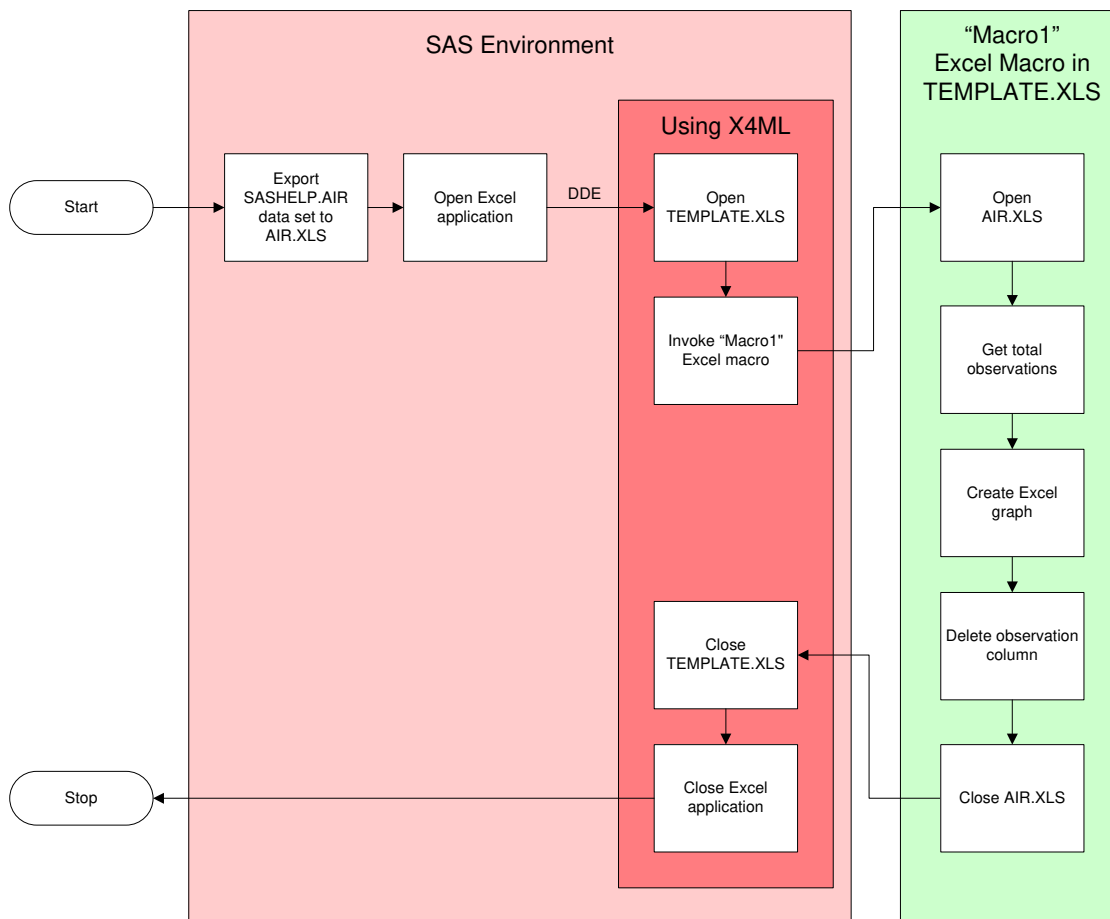 SAS Environment
“Macro1”
Excel Macro in
TEMPLATE.XLS
Using X4ML
Start
Export
SASHELP.AIR
data set to
AIR.XLS
Open Excel
application
DDE
Open
TEMPLATE.XLS
Open
AIR.XLS
Invoke “Macro1"
Excel macro
Get total
observations
Create Excel
graph
Close
TEMPLATE.XLS
Delete observation
column
Stop
Close Excel
application
Close AIR.XLS